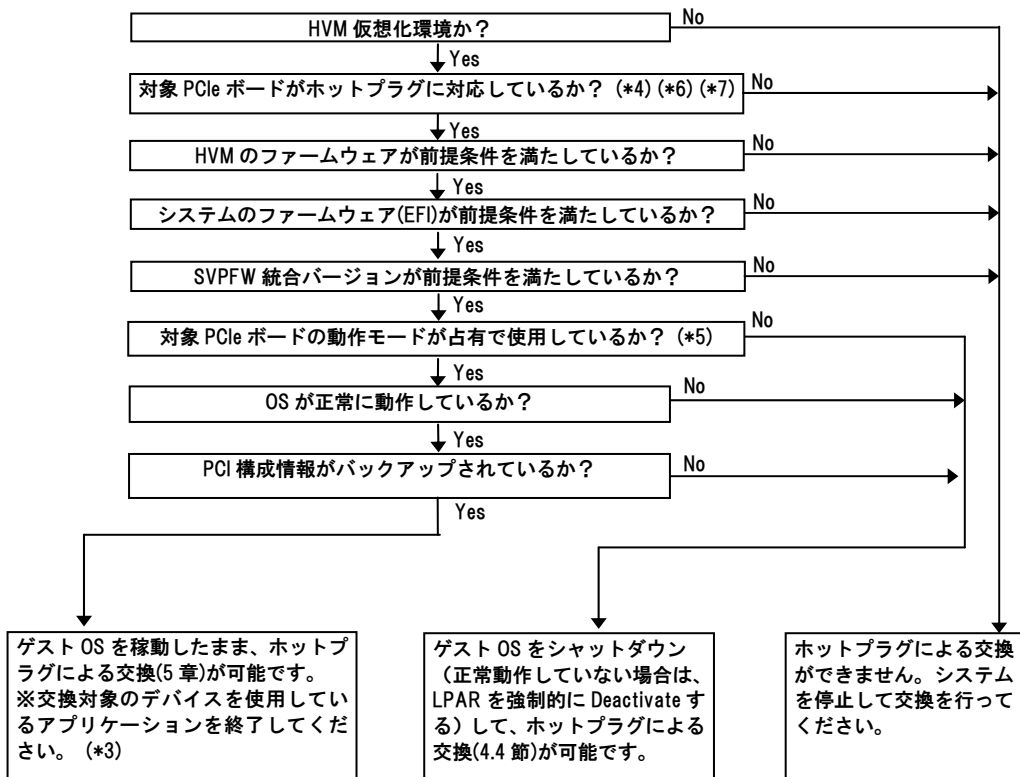 HVM 仮想化環境か？
No
Yes
対象 PCIe ボードがホットプラグに対応しているか？ (*4)(*6)(*7)
No
Yes
HVM のファームウェアが前提条件を満たしているか？
No
Yes
システムのファームウェア(EFI)が前提条件を満たしているか？
No
Yes
SVPFW 統合バージョンが前提条件を満たしているか？
No
Yes
対象 PCIe ボードの動作モードが占有で使用しているか？ (*5)
No
Yes
OS が正常に動作しているか？
No
Yes
PCI 構成情報がバックアップされているか？
No
Yes
ゲスト OS を稼動したまま、ホットプ
ラグによる交換(5 章)が可能です。
※交換対象のデバイスを使用してい
るアプリケーションを終了してくだ
さい。 (*3)
ゲスト OS をシャットダウン
（正常動作していない場合は、
LPAR を強制的に Deactivate す
る）して、ホットプラグによる
交換(4.4 節)が可能です。
ホットプラグによる交換
ができません。システム
を停止して交換を行って
ください。